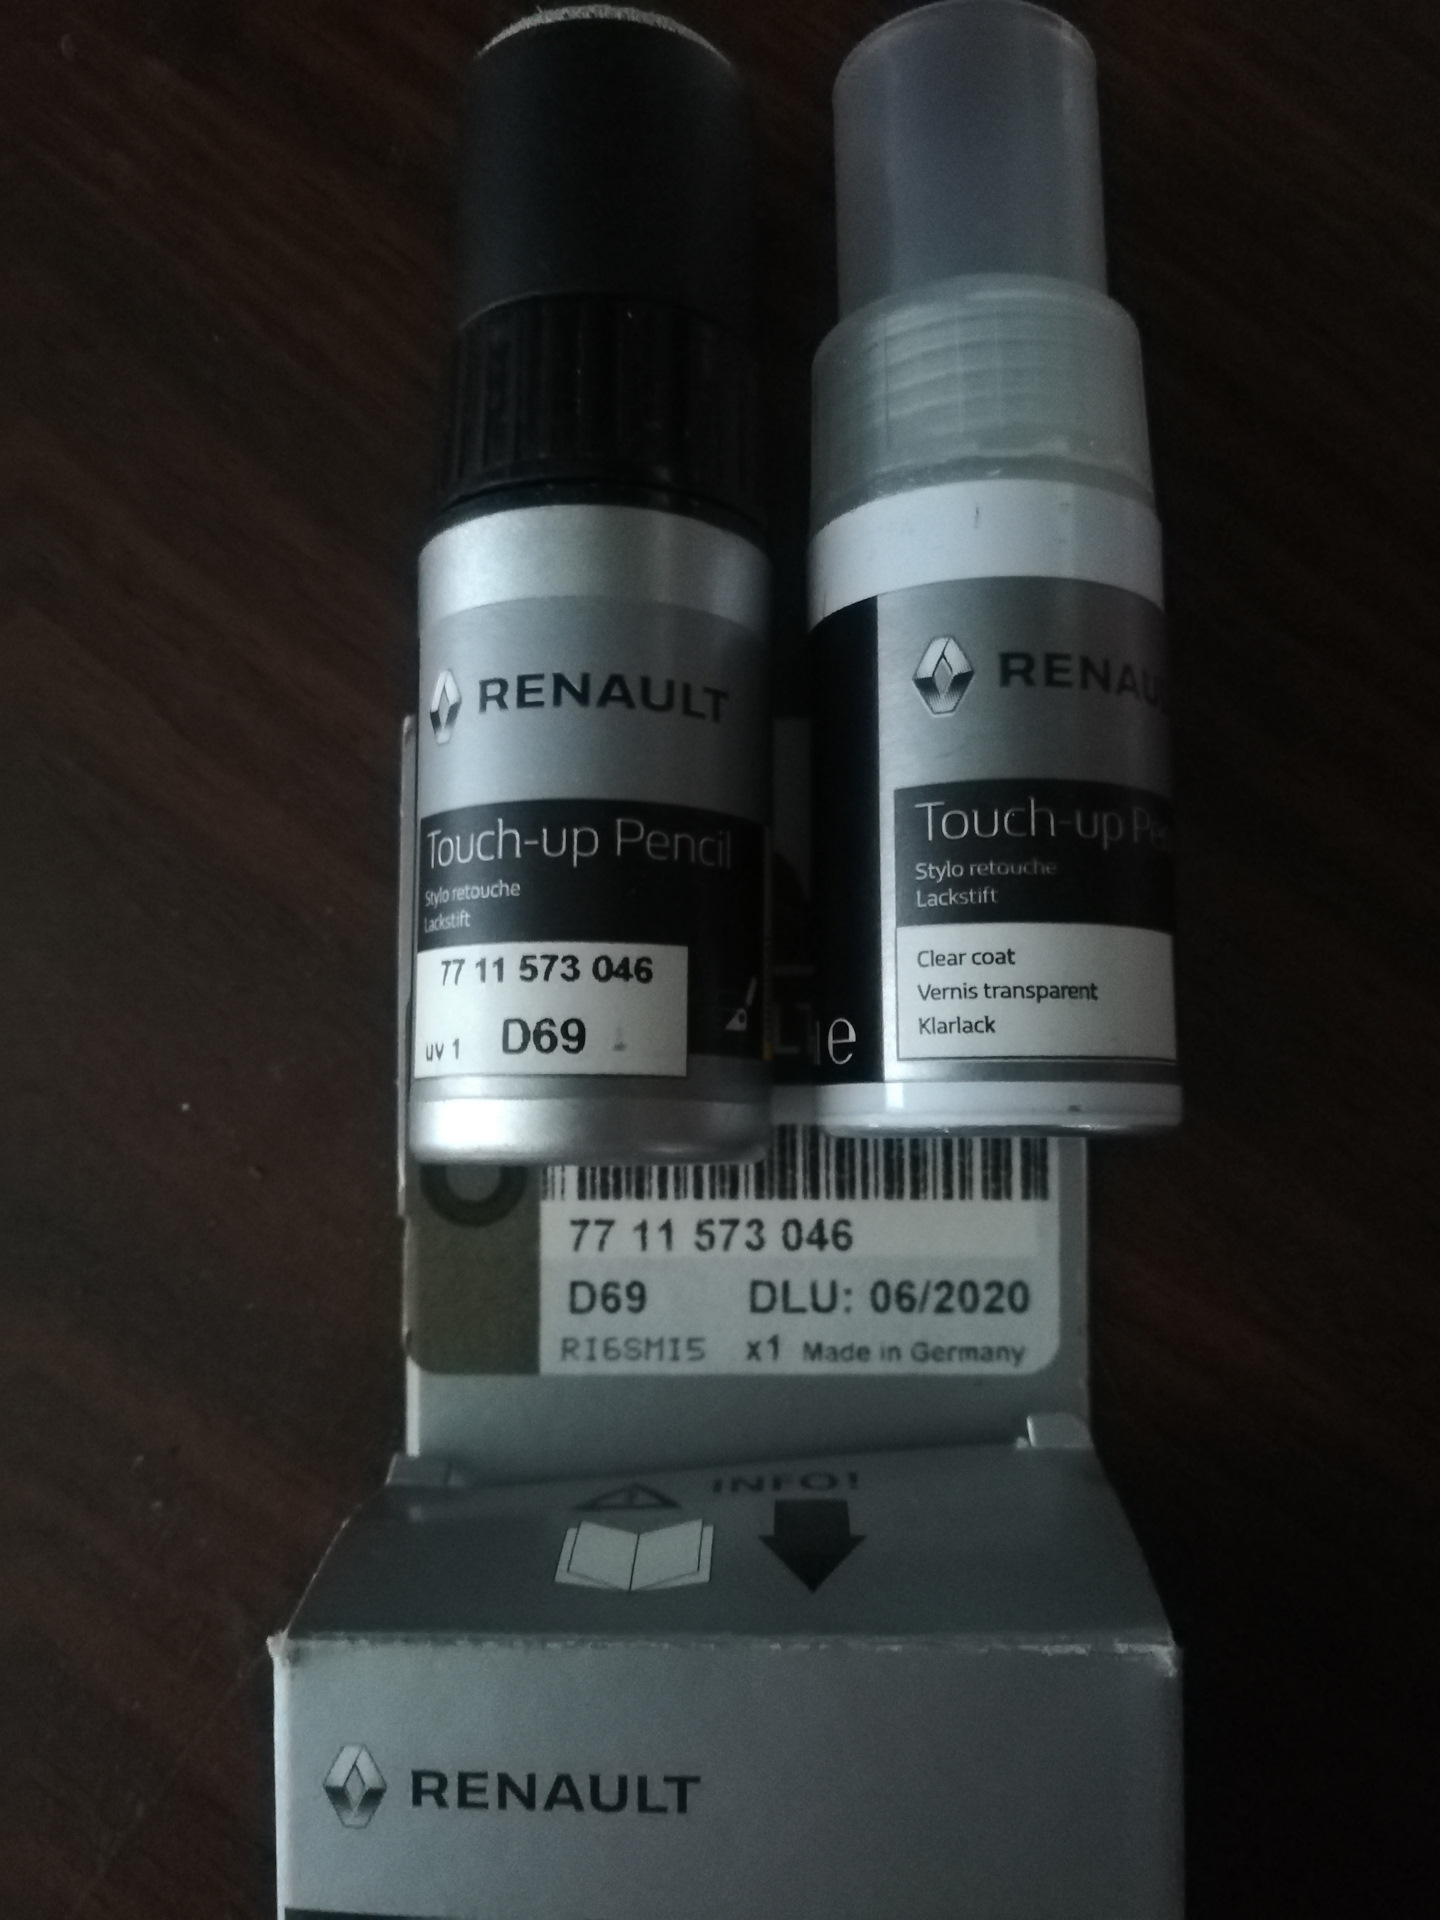 RENAULT
Touch-up Pencil
Stylo retouche
Lackstift
77 11 573 046
uv 1 D69
RENAU
Touch-up Pe
Stylo retouche
Lackstift
Clear coat
Vernis transparent
Klarlack
e
77 11 573 046
D69 DLU: 06/2020
RI6SMI5 x1 Made in Germany
INFO!
RENAULT